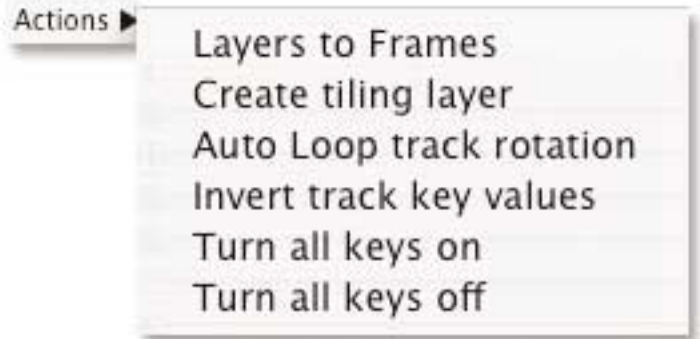 Actions ▶
Layers to Frames
Create tiling layer
Auto Loop track rotation
Invert track key values
Turn all keys on
Turn all keys off